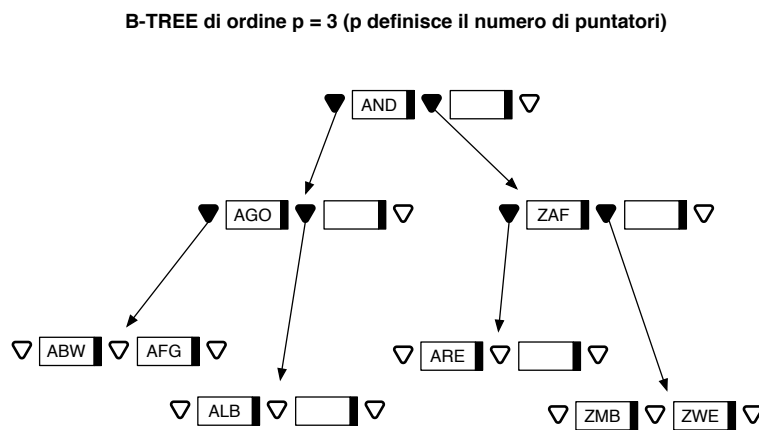 B-TREE di ordine p = 3 (p definisce il numero di puntatori)
AND
AGO
ZAF
ABW AFG
ARE
ALB
ZMB ZWE